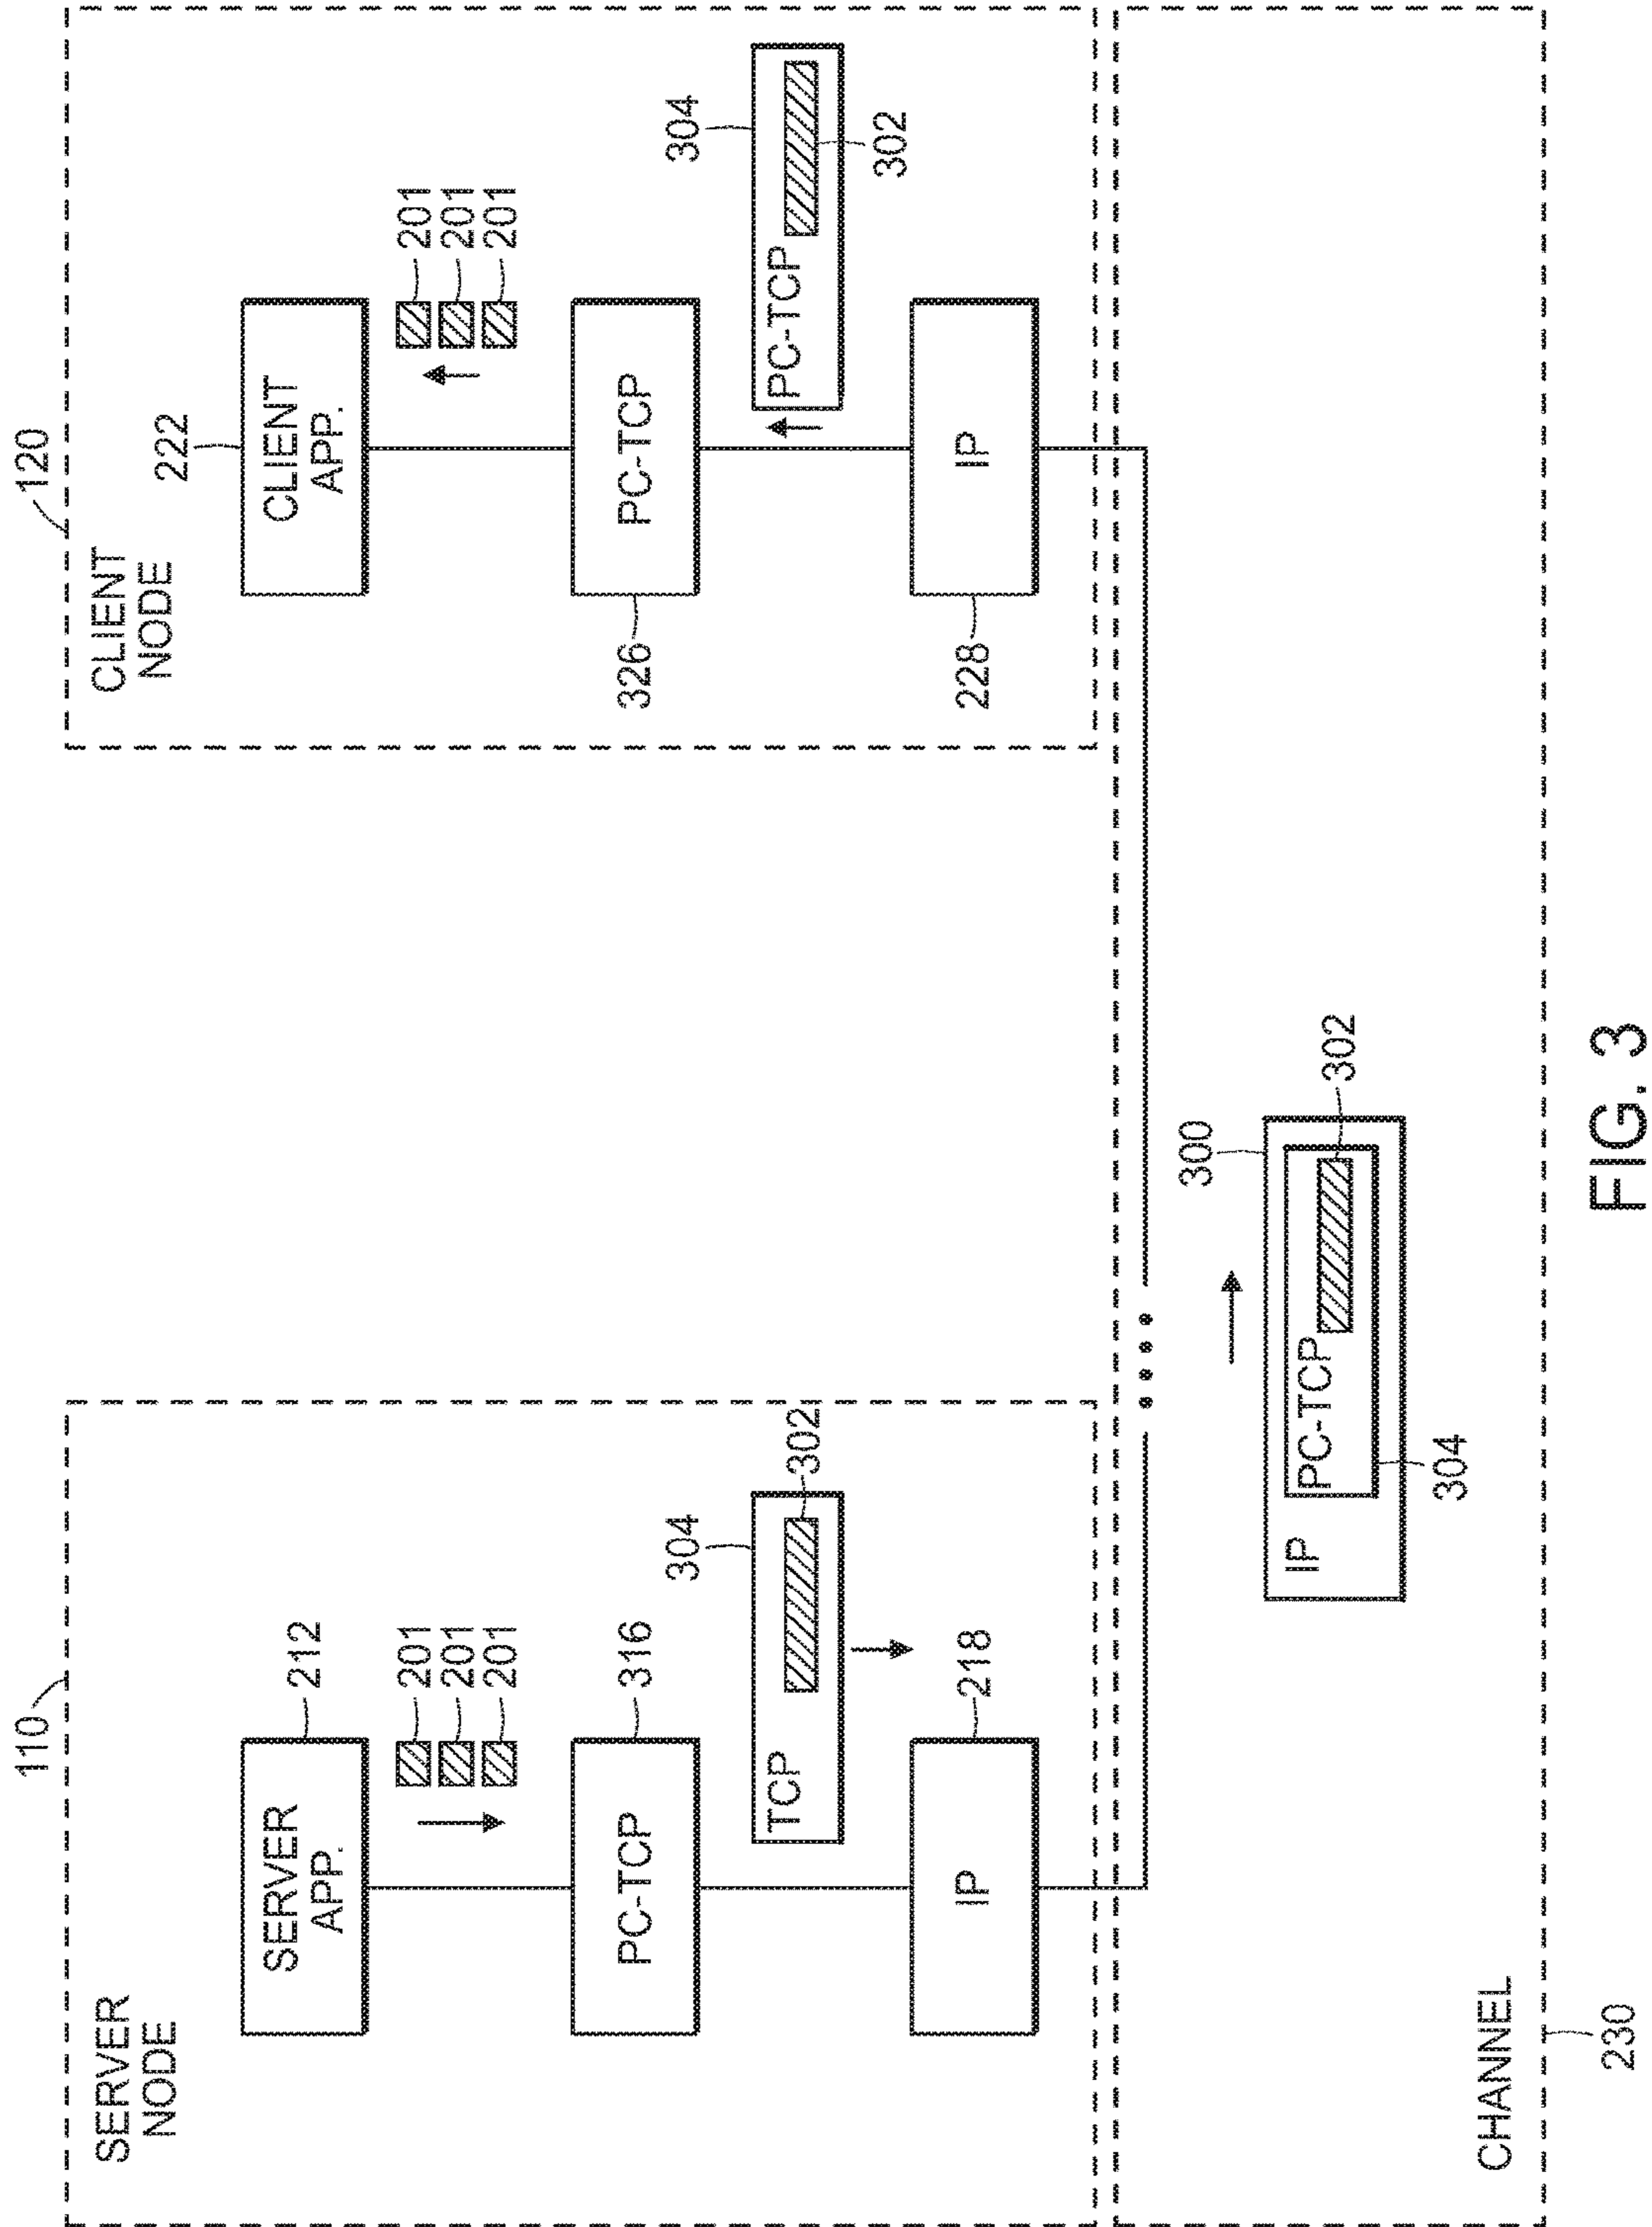 110
120
SERVER
NODE
CLIENT
NODE
222
SERVER
APP.
212
CLIENT
APP.
201
201
201
201
201
201
PC-TCP
316
326
PC-TCP
304
304
TCP
302
PC-TCP
302
IP
218
228
IP
300
IP
PC-TCP
302
304
CHANNEL
230
FIG. 3